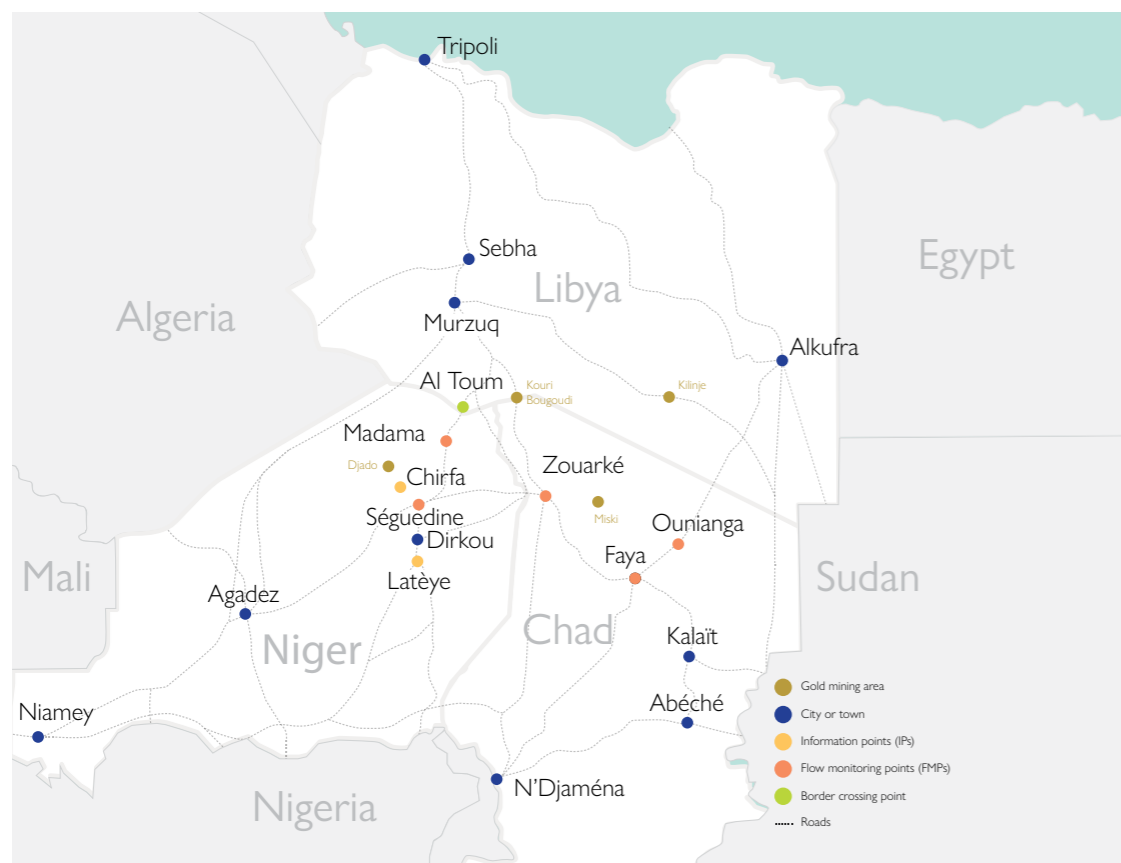 Tripoli
Sebha
Libya
Egypt
Algeria
Murzuq
Alkufra
Al Toum
Kouri
Bougoudi
Kilinje
Madama
Djado
Chirfa
Zouarké
Séguedine
Miski
Ounianga
Dirkou
Faya
Mali
Latèye
Sudan
Agadez
Niger
Chad
Kalaït
Niamey
Abéché
N'Djaména
Nigeria
Gold mining area
City or town
Information points (IPs)
Flow monitoring points (FMPs)
Border crossing point
Roads